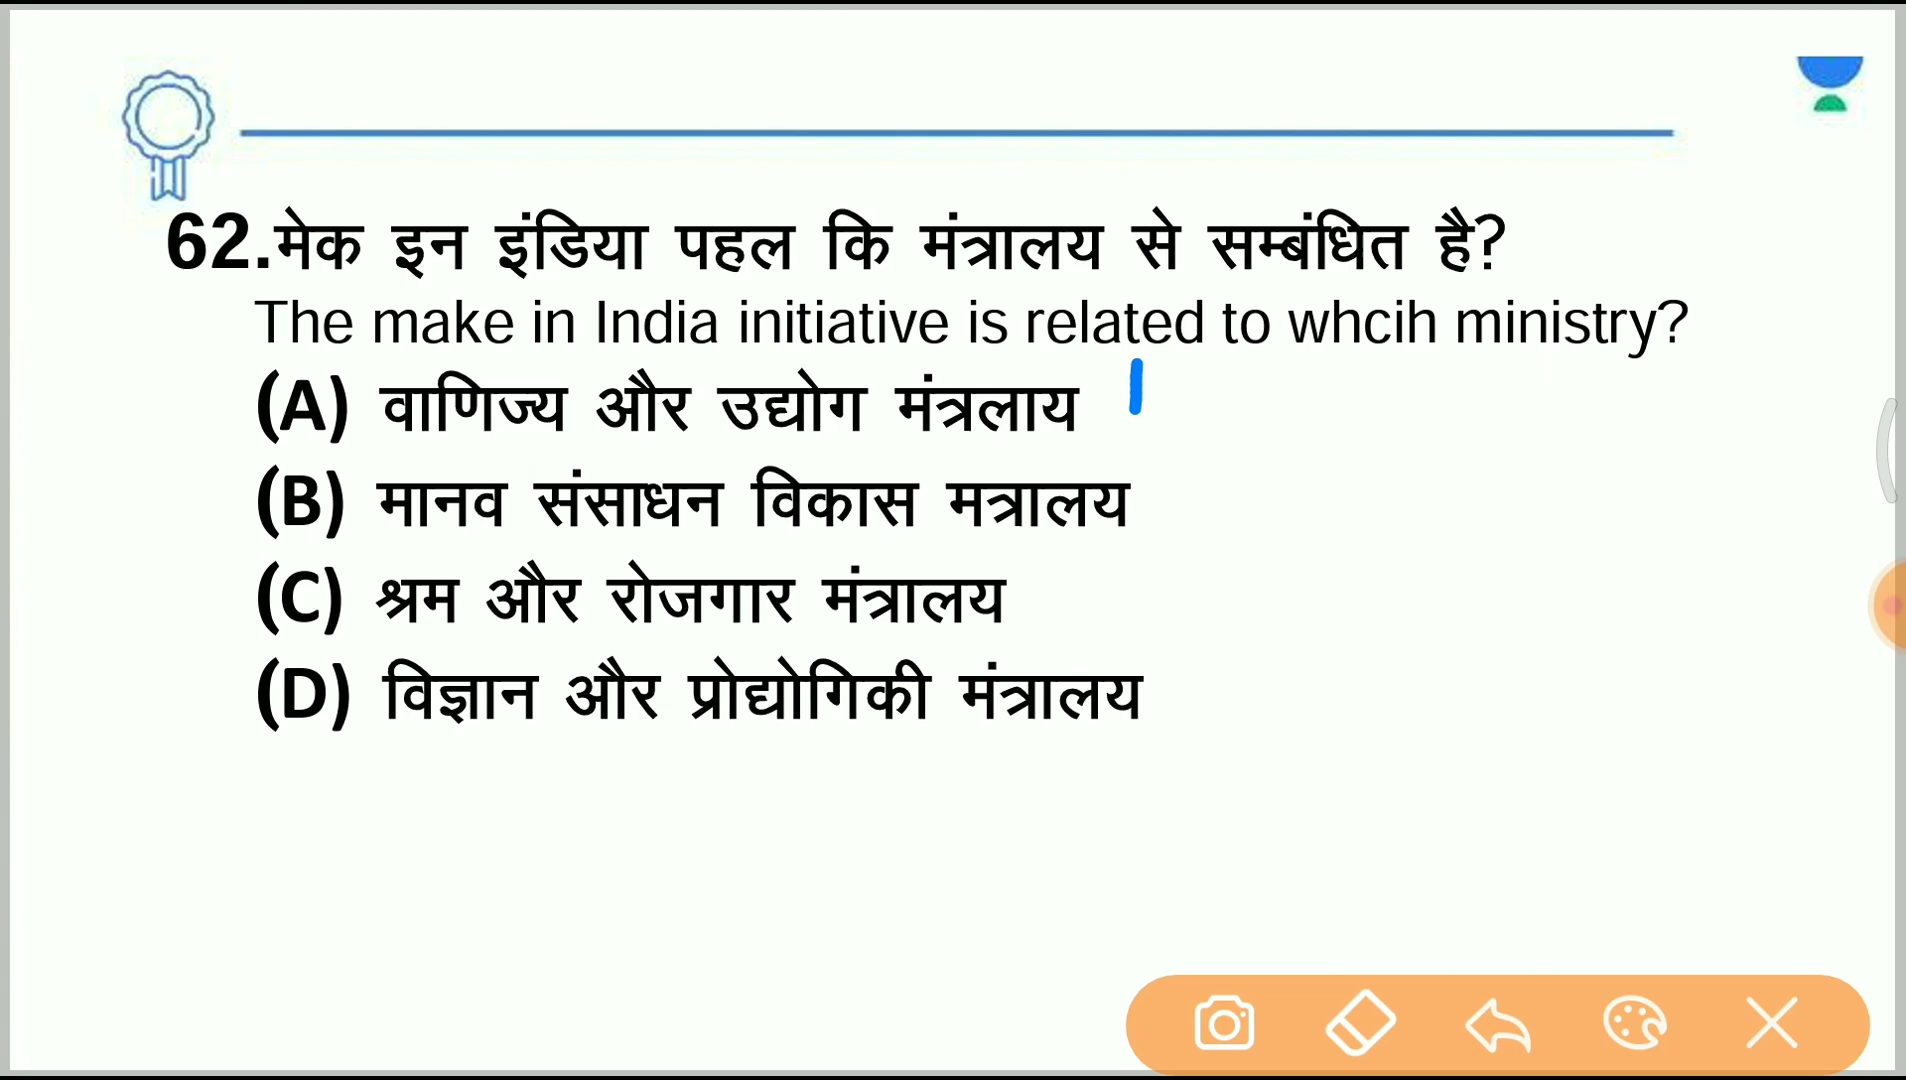 62.मेक इन इंडिया पहल कि मंत्रालय से सम्बंधित है?
The make in India initiative is related to whcih ministry?
(A) वाणिज्य और उद्योग मंत्रलाय
(B) मानव संसाधन विकास मत्रालय
(C) श्रम और रोजगार मंत्रालय
(D) विज्ञान और प्रोद्योगिकी मंत्रालय